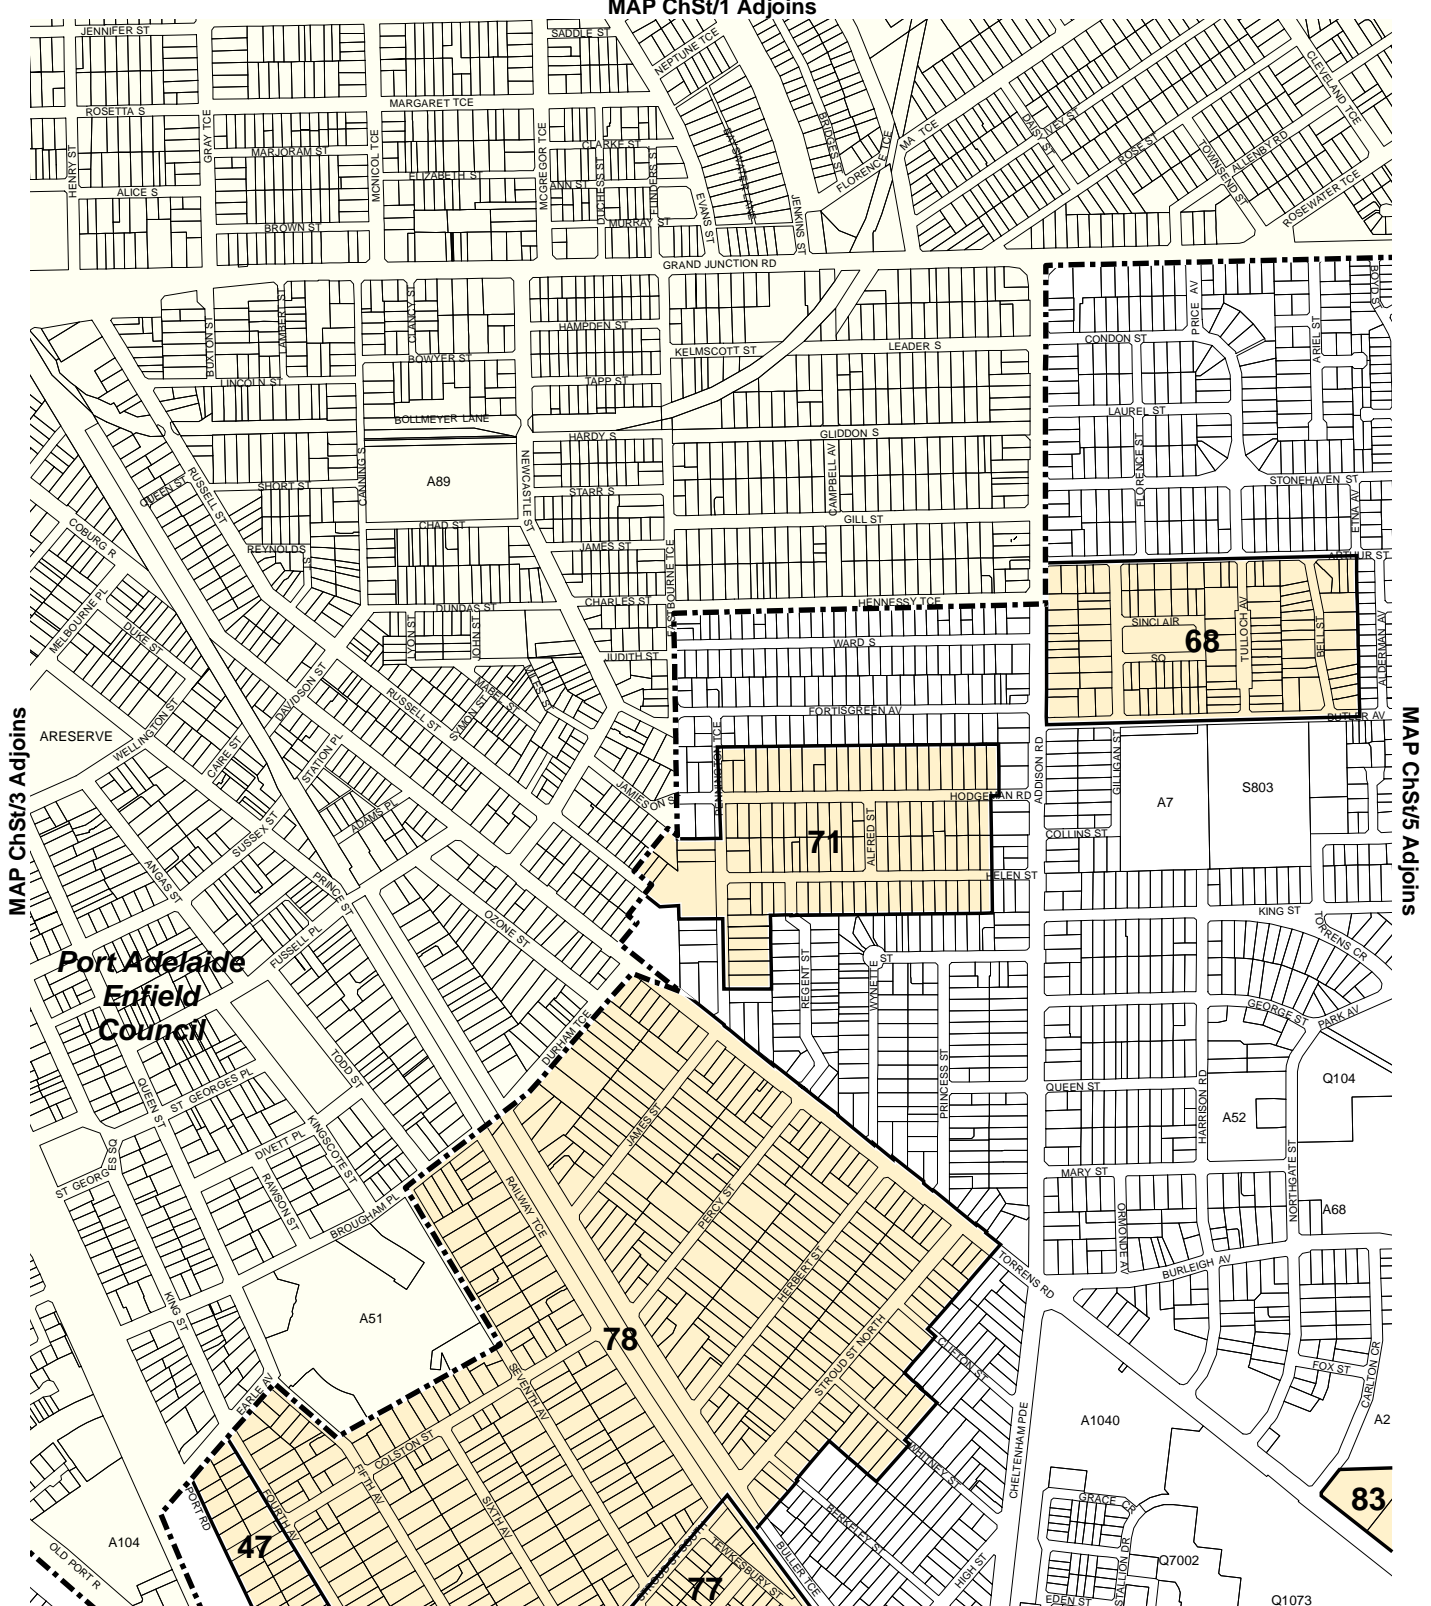 MAP ChSt/1 Adjoins
JENNIFER ST
SADDLE ST
NEPTUNE TCE
CLEVELAND TCE
ROSETTA S
GRAY TCE
MARGARET TCE
MCNICOL TCE
MCGREGOR TCE
BAYSWATER LANE
BRIDGES ST
FLORENCE TCE
MA TCE
DAISY ST
IVEY ST
ROSE ST
TOWNSEND ST
ALLENBY RD
ROSEWATER TCE
HENRY ST
MARJORAM ST
CLARKE ST
ELIZABETH ST
ANN ST
DUCHESS ST
FLINDERS S
ALICE S
BROWN ST
MURRAY ST
EVANS ST
JENKINS ST
GRAND JUNCTION RD
BUXTON ST
LAMBERT ST
CLANCY ST
HAMPDEN ST
KELMSCOTT ST
LEADER S
PRICE AV
CONDON ST
ARIEL ST
BOYD S
BOWYER ST
LINCOLN ST
TAPP ST
BOLLMEYER LANE
HARDY S
GLIDDON S
LAUREL ST
FLORENCE ST
QUEEN ST
RUSSELL ST
SHORT ST
CANNING S
A89
NEWCASTLE ST
STARR S
CAMPBELL AV
STONEHAVEN ST
ETNA AV
COBURG R
CHAD ST
GILL ST
REYNOLDS
ST
JAMES ST
EASTBOURNE TCE
ARTHUR ST
MELBOURNE PL
DUKE ST
DUNDAS ST
CHARLES ST
HENNESSY TCE
LYON ST
JOHN ST
JUDITH ST
WARD S
SINCLAIR
SQ
68
TULLOCH AV
BELL ST
ALDERMAN AV
DAVIDSON ST
RUSSELL ST
SYMON ST
MABEL ST
MILES S
FORTISGREEN AV
BUTLER AV
MAP ChSt/3 Adjoins
MAP ChSt/5 Adjoins
ARESERVE
WELLINGTON ST
CAIRE ST
STATION PL
PENNINGTON TCE
ADDISON RD
GILLIGAN ST
JAMESON S
HODGEMAN RD
A7
S803
ADAMS PL
SUSSEX ST
71
ALFRED ST
COLLINS ST
ANGAS ST
PRINCE ST
HELEN ST
OZONE ST
KING ST
TORRENS CR
FUSSELL PL
Port Adelaide
Enfield
Council
REGENT ST
WYNETTE
ST
GEORGE ST
PARK AV
DURHAM TCE
TODD ST
QUEEN ST
ST GEORGES PL
PRINCESS ST
QUEEN ST
HARRISON RD
Q104
A52
JAMES ST
KINGSCOTE ST
DIVETT PL
ST GEORGES SQ
RAWSON ST
BROUGHAM PL
RAILWAY TCE
PERCY ST
MARY ST
NORTHGATE ST
ORMONDE AV
A68
BURLEIGH AV
HERBERT ST
TORRENS RD
KING ST
A51
78
STROUD ST NORTH
CLIFTON ST
FOX ST
CARLTON CR
EARLE AV
SEVENTH AV
A1040
A2
COLSTON ST
FIFTH AV
WHITNEY ST
CHELTENHAM PDE
PORT RD
FOURTH AV
SIXTH AV
GRACE CR
83
A104
47
BERKELEY ST
OLD PORT R
STROUD ST SOUTH
TEWKESBURY ST
BULLER TCE
HIGH ST
STALLION DR
Q7002
77
EDEN ST
Q1073